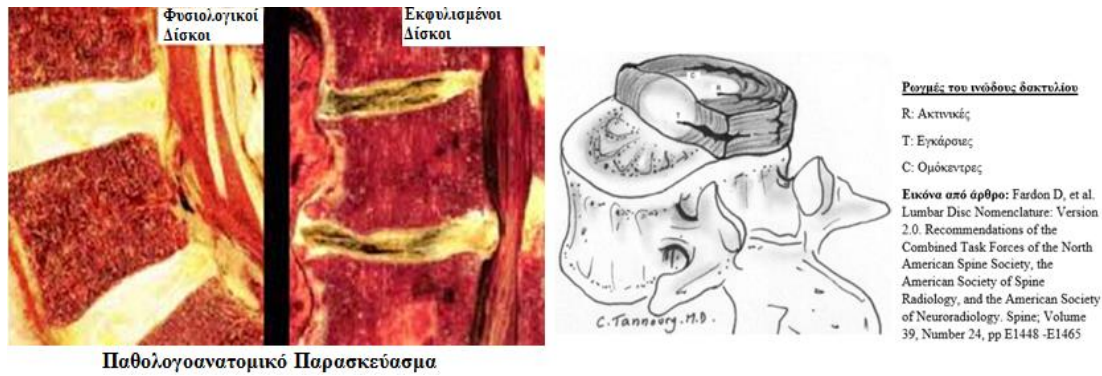 Φυσιολογικοί
Δίσκοι
Εκφυλισμένοι
Δίσκοι
Παθολογοανατομικό Παρασκεύασμα
C
R
T
C. Tannoury. M.D.
Ρωγμές του ινώδους δακτυλίου
R: Ακτινικές
T: Εγκάρσιες
C: Ομόκεντρες
Εικόνα από άρθρο: Fardon D, et al.
Lumbar Disc Nomenclature: Version
2.0. Recommendations of the
Combined Task Forces of the North
American Spine Society, the
American Society of Spine
Radiology, and the American Society
of Neuroradiology. Spine; Volume
39, Number 24, pp E1448 -E1465